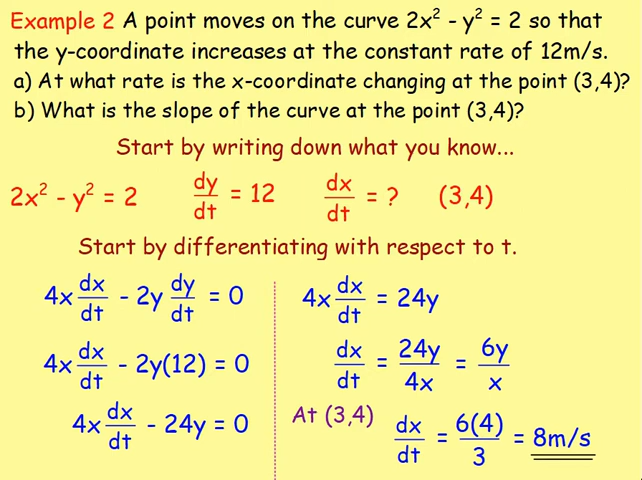 Example 2 A point moves on the curve 2x² - y² = 2 so that
the y-coordinate increases at the constant rate of 12m/s.
a) At what rate is the x-coordinate changing at the point (3,4)?
b) What is the slope of the curve at the point (3,4)?
Start by writing down what you know...
2x² - y² = 2 dy/dt = 12 dx/dt = ? (3,4)
Start by differentiating with respect to t.
4x dx/dt - 2y dy/dt = 0
4x dx/dt - 2y(12) = 0
4x dx/dt - 24y = 0
4x dx/dt = 24y
dx/dt = 24y/4x = 6y/x
At (3,4) dx/dt = 6(4)/3 = 8m/s